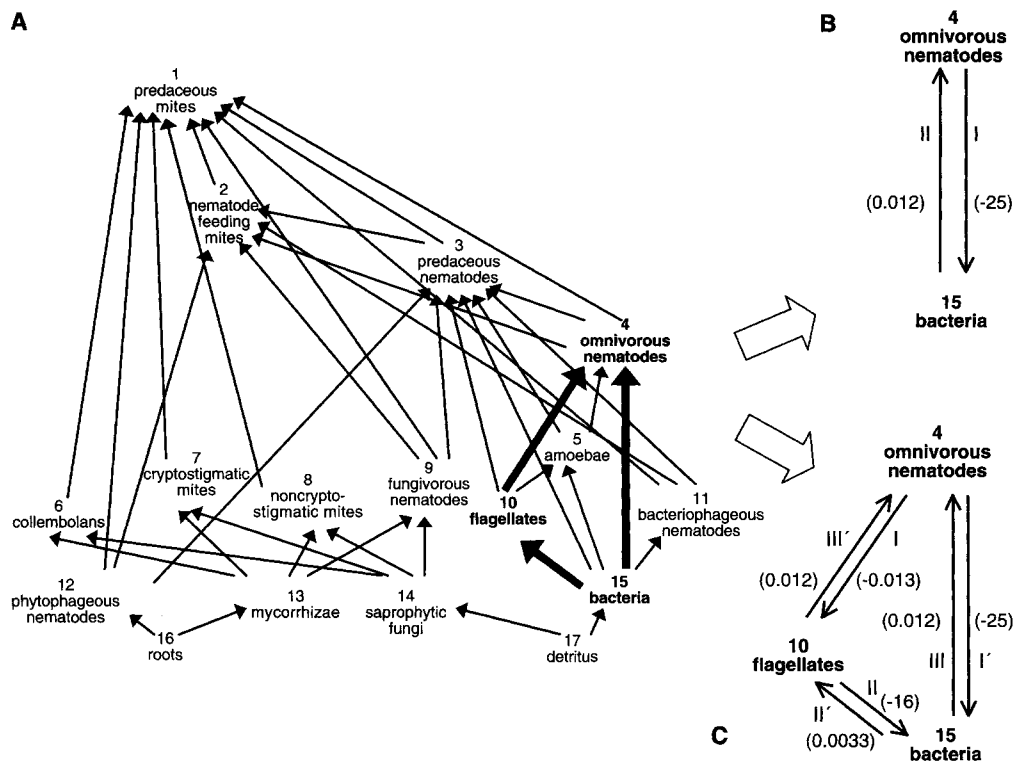 A
1
predaceous
mites
2
nematode
feeding
mites
3
predaceous
nematodes
4
omnivorous
nematodes
5
amoebae
6
collembolans
7
cryptostigmatic
mites
8
noncrypto-
stigmatic mites
9
fungivorous
nematodes
10
flagellates
11
bacteriophageous
nematodes
12
phytophageous
nematodes
13
mycorrhizae
14
saprophytic
fungi
15
bacteria
16
roots
17
detritus
B
4
omnivorous
nematodes
II
I
(0.012)
(-25)
15
bacteria
4
omnivorous
nematodes
III´
I
(0.012)
(-0.013)
(0.012)
(-25)
10
flagellates
III
I´
II
(-16)
II´
(0.0033)
C
15
bacteria